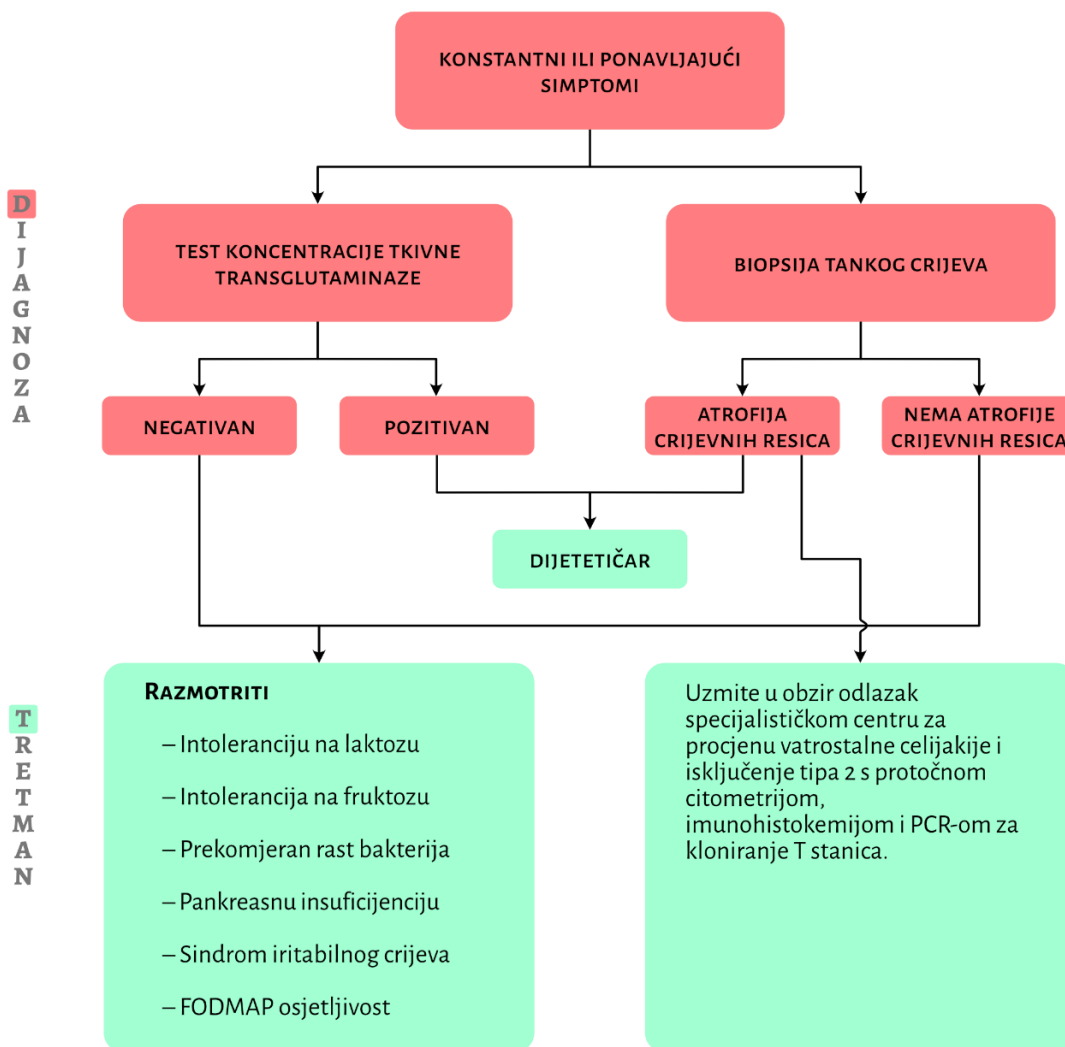 KONSTANTNI ILI PONAVLJAJUĆI
SIMPTOMI
DIJAGNOZA
TEST KONCENTRACIJE TKIVNE
TRANSGLUTAMINAZE
BIOPSIJA TANKOG CRIJEVA
NEGATIVAN
POZITIVAN
ATROFIJA
CRIJEVNIH RESICA
NEMA ATROFIJE
CRIJEVNIH RESICA
DIJETETIČAR
TRETMAN
RAZMOTRITI
– Intoleranciju na laktozu
– Intolerancija na fruktozu
– Prekomjeran rast bakterija
– Pankreasnu insuficijenciju
– Sindrom iritabilnog crijeva
– FODMAP osjetljivost
Uzmite u obzir odlazak
specijalističkom centru za
procjenu vatrostalne celijakije i
isključenje tipa 2 s protočnom
citometrijom,
imunohistokemijom i PCR-om za
kloniranje T stanica.